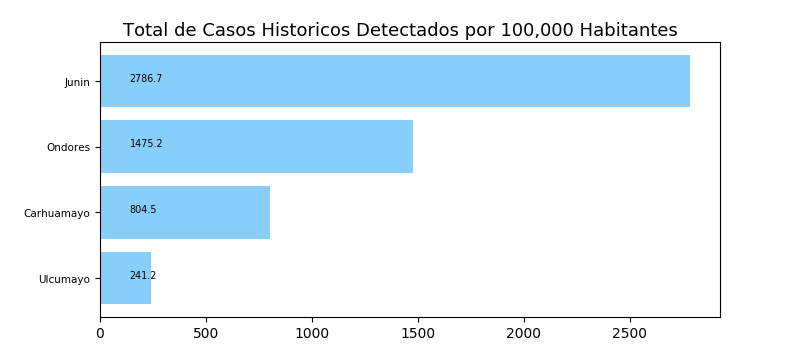 Total de Casos Historicos Detectados por 100,000 Habitantes
Junin
2786.7
Ondores
1475.2
Carhuamayo
804.5
Ulcumayo
241.2
0 500 1000 1500 2000 2500